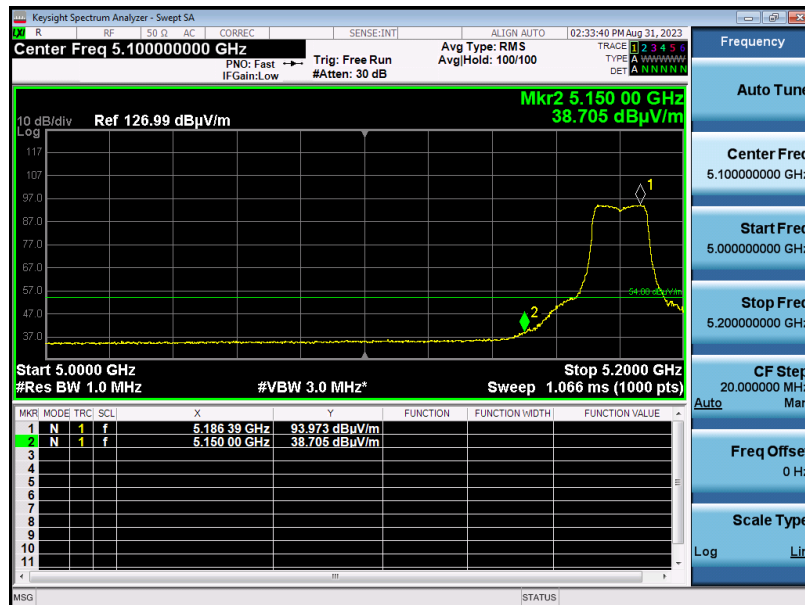 Keysight Spectrum Analyzer - Swept SA
R RF 50 Ω AC CORREC SENSE:INT ALIGN AUTO 02:33:40 PM Aug 31, 2023
Center Freq 5.100000000 GHz
PNO: Fast
IFGain:Low
Trig: Free Run
#Atten: 30 dB
Avg Type: RMS
Avg|Hold: 100/100
TRACE 1 2 3 4 5 6
TYPE A WWWWW
DET A N N N N N
Mkr2 5.150 00 GHz
38.705 dBµV/m
10 dB/div Ref 126.99 dBµV/m
Log
117
107
97.0
87.0
77.0
67.0
57.0
47.0
37.0
1
2
54.00 dBµV/m
Start 5.0000 GHz Stop 5.2000 GHz
#Res BW 1.0 MHz #VBW 3.0 MHz* Sweep 1.066 ms (1000 pts)
MKR MODE TRC SCL X Y FUNCTION FUNCTION WIDTH FUNCTION VALUE
1 N 1 f 5.186 39 GHz 93.973 dBµV/m
2 N 1 f 5.150 00 GHz 38.705 dBµV/m
3
4
5
6
7
8
9
10
11
MSG STATUS
Frequency
Auto Tune
Center Freq
5.100000000 GHz
Start Freq
5.000000000 GHz
Stop Freq
5.200000000 GHz
CF Step
20.000000 MHz
Auto Man
Freq Offset
0 Hz
Scale Type
Log Lin